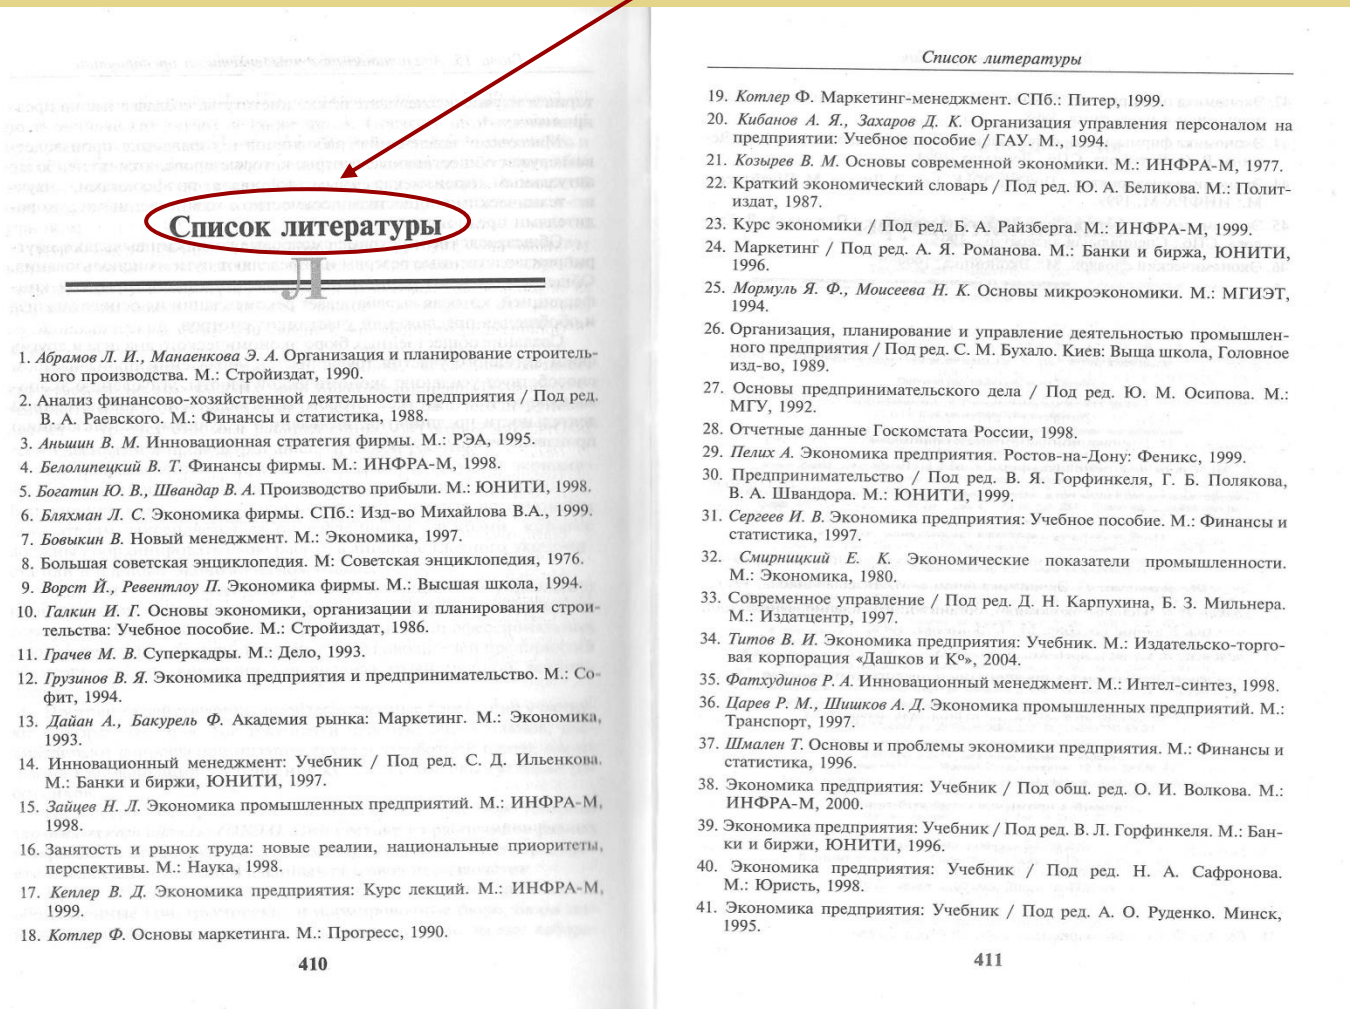 Список литературы
Л
1. Абрамов Л. И., Манаенкова Э. А. Организация и планирование строитель-
ного производства. М.: Стройиздат, 1990.
2. Анализ финансово-хозяйственной деятельности предприятия / Под ред.
В. А. Раевского. М.: Финансы и статистика, 1988.
3. Аньшин В. М. Инновационная стратегия фирмы. М.: РЭА, 1995.
4. Белолипецкий В. Т. Финансы фирмы. М.: ИНФРА-М, 1998.
5. Богатин Ю. В., Швандар В. А. Производство прибыли. М.: ЮНИТИ, 1998.
6. Бляхман Л. С. Экономика фирмы. СПб.: Изд-во Михайлова В.А., 1999.
7. Бовыкин В. Новый менеджмент. М.: Экономика, 1997.
8. Большая советская энциклопедия. М: Советская энциклопедия, 1976.
9. Ворст Й., Ревентлоу П. Экономика фирмы. М.: Высшая школа, 1994.
10. Галкин И. Г. Основы экономики, организации и планирования строи-
тельства: Учебное пособие. М.: Стройиздат, 1986.
11. Грачев М. В. Суперкадры. М.: Дело, 1993.
12. Грузинов В. Я. Экономика предприятия и предпринимательство. М.: Со-
фит, 1994.
13. Дайан А., Бакурель Ф. Академия рынка: Маркетинг. М.: Экономика,
1993.
14. Инновационный менеджмент: Учебник / Под ред. С. Д. Ильенкова.
М.: Банки и биржи, ЮНИТИ, 1997.
15. Зайцев Н. Л. Экономика промышленных предприятий. М.: ИНФРА-М,
1998.
16. Занятость и рынок труда: новые реалии, национальные приоритеты,
перспективы. М.: Наука, 1998.
17. Кеплер В. Д. Экономика предприятия: Курс лекций. М.: ИНФРА-М,
1999.
18. Котлер Ф. Основы маркетинга. М.: Прогресс, 1990.
410
Список литературы
19. Котлер Ф. Маркетинг-менеджмент. СПб.: Питер, 1999.
20. Кибанов А. Я., Захаров Д. К. Организация управления персоналом на
предприятии: Учебное пособие / ГАУ. М., 1994.
21. Козырев В. М. Основы современной экономики. М.: ИНФРА-М, 1977.
22. Краткий экономический словарь / Под ред. Ю. А. Беликова. М.: Полит-
издат, 1987.
23. Курс экономики / Под ред. Б. А. Райзберга. М.: ИНФРА-М, 1999.
24. Маркетинг / Под ред. А. Я. Романова. М.: Банки и биржа, ЮНИТИ,
1996.
25. Мормуль Я. Ф., Моисеева Н. К. Основы микроэкономики. М.: МГИЭТ,
1994.
26. Организация, планирование и управление деятельностью промышлен-
ного предприятия / Под ред. С. М. Бухало. Киев: Выща школа, Головное
изд-во, 1989.
27. Основы предпринимательского дела / Под ред. Ю. М. Осипова. М.:
МГУ, 1992.
28. Отчетные данные Госкомстата России, 1998.
29. Пелих А. Экономика предприятия. Ростов-на-Дону: Феникс, 1999.
30. Предпринимательство / Под ред. В. Я. Горфинкеля, Г. Б. Полякова,
В. А. Швандора. М.: ЮНИТИ, 1999.
31. Сергеев И. В. Экономика предприятия: Учебное пособие. М.: Финансы и
статистика, 1997.
32. Смирницкий Е. К. Экономические показатели промышленности.
М.: Экономика, 1980.
33. Современное управление / Под ред. Д. Н. Карпухина, Б. З. Мильнера.
М.: Издатцентр, 1997.
34. Титов В. И. Экономика предприятия: Учебник. М.: Издательско-торго-
вая корпорация «Дашков и Кº», 2004.
35. Фатхудинов Р. А. Инновационный менеджмент. М.: Интел-синтез, 1998.
36. Царев Р. М., Шишков А. Д. Экономика промышленных предприятий. М.:
Транспорт, 1997.
37. Шмален Т. Основы и проблемы экономики предприятия. М.: Финансы и
статистика, 1996.
38. Экономика предприятия: Учебник / Под общ. ред. О. И. Волкова. М.:
ИНФРА-М, 2000.
39. Экономика предприятия: Учебник / Под ред. В. Л. Горфинкеля. М.: Бан-
ки и биржи, ЮНИТИ, 1996.
40. Экономика предприятия: Учебник / Под ред. Н. А. Сафронова.
М.: Юристь, 1998.
41. Экономика предприятия: Учебник / Под ред. А. О. Руденко. Минск,
1995.
411